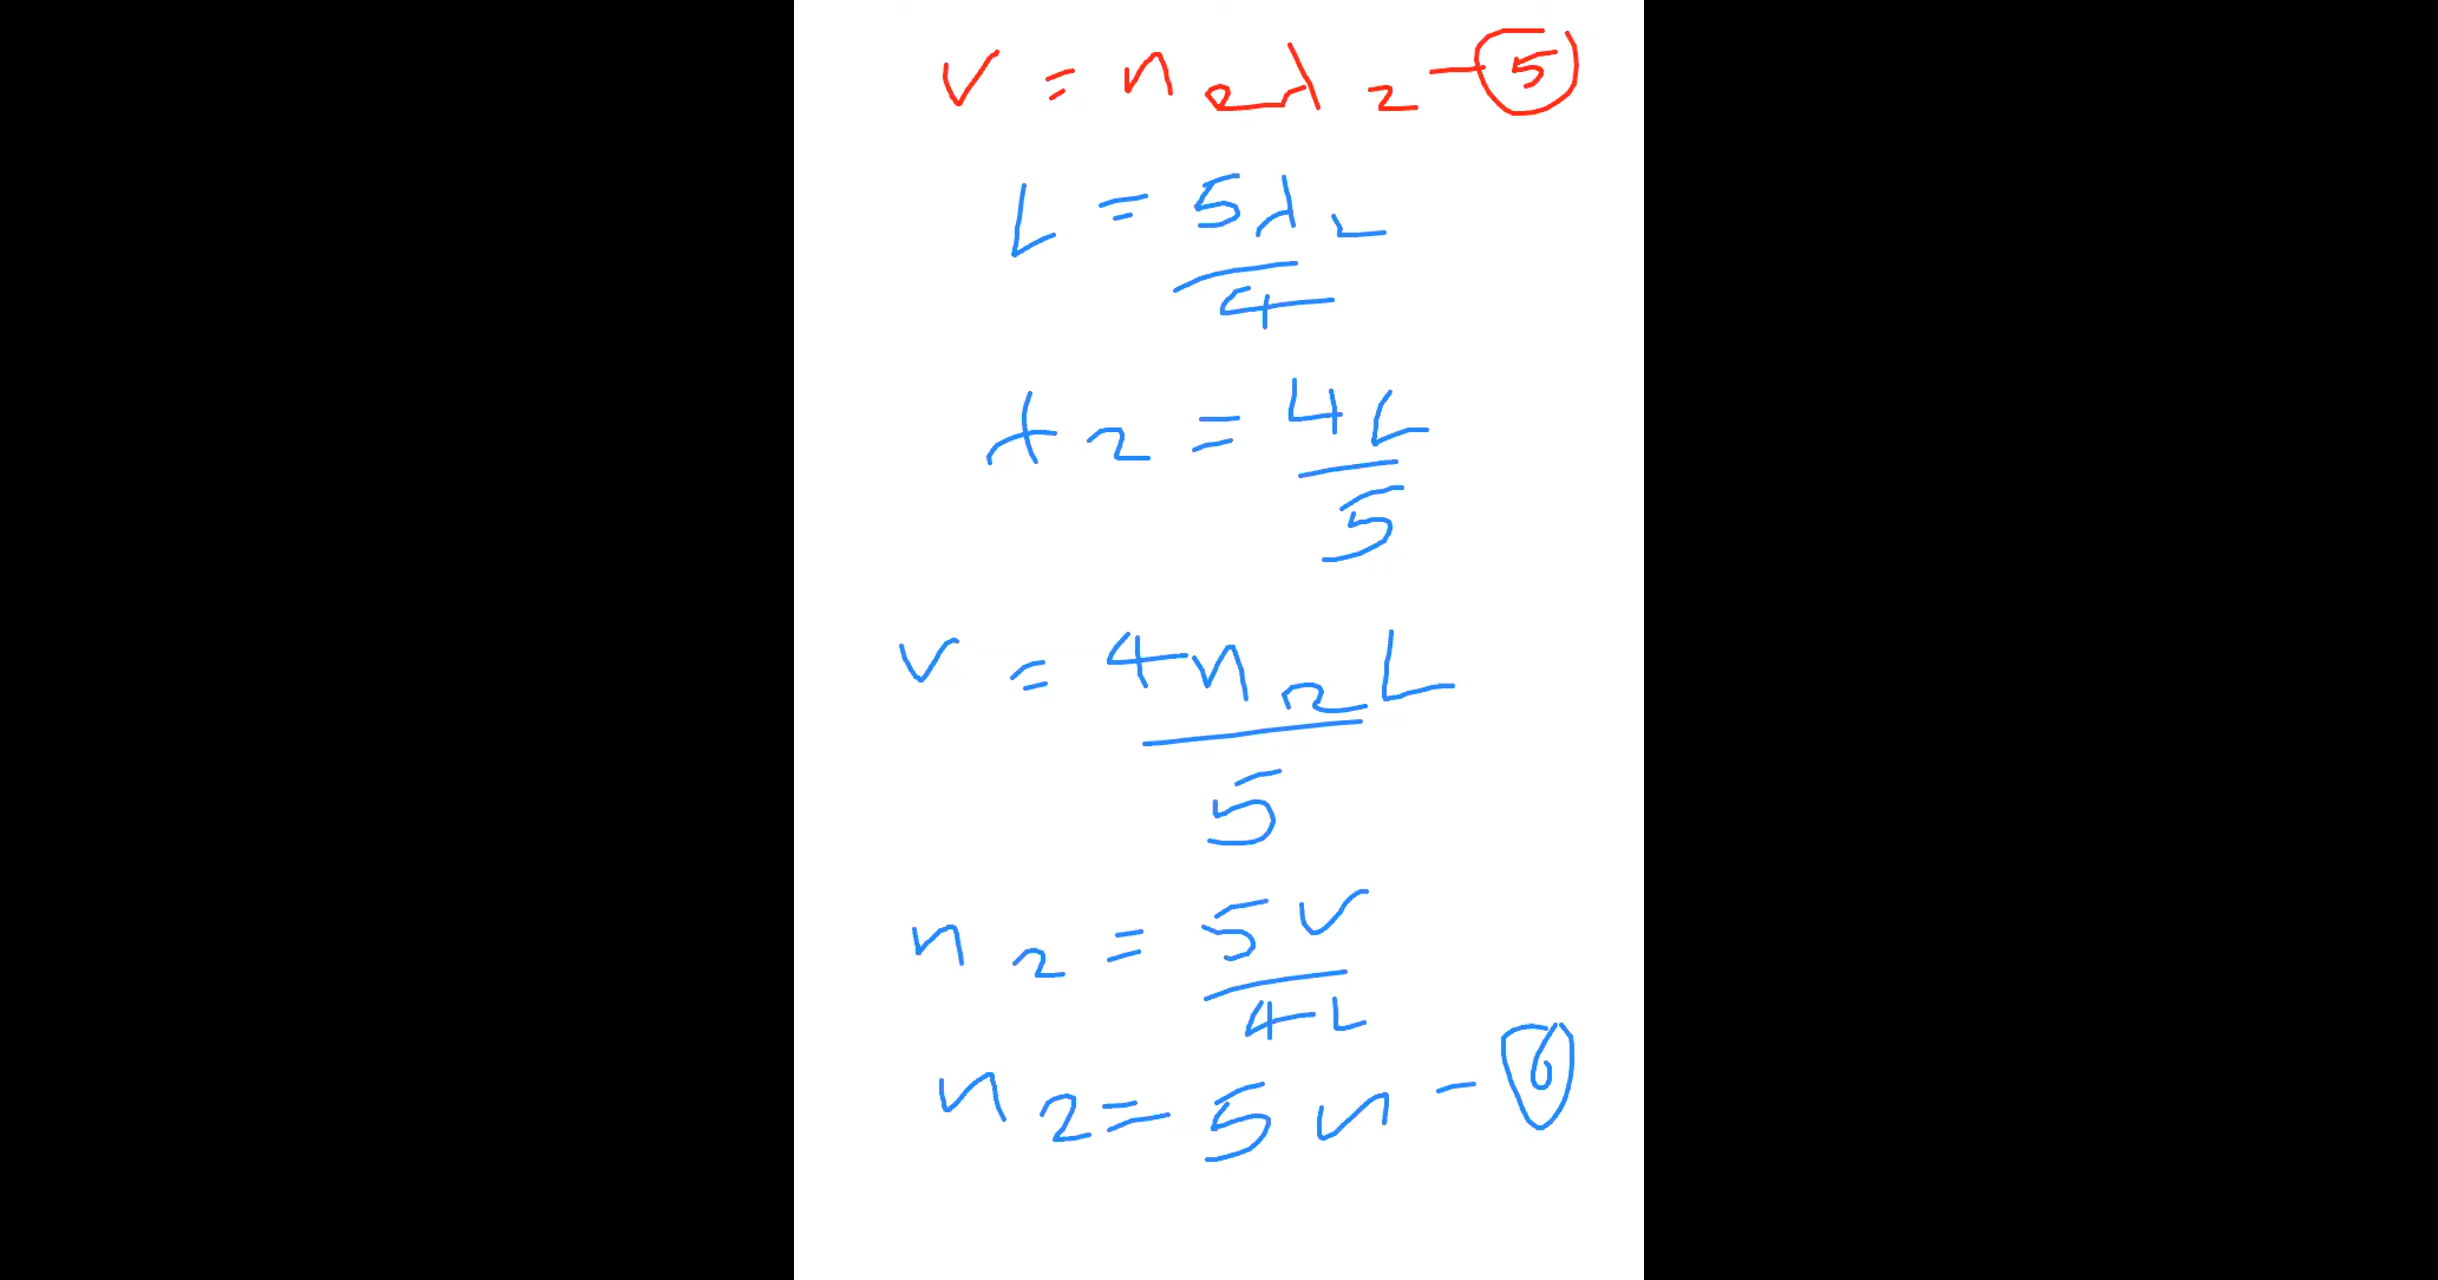 v = n₂λ₂ — ⑤
L = 5λ₂/4
λ₂ = 4L/5
v = 4n₂L/5
n₂ = 5v/4L
n₂ = 5n — ⑥